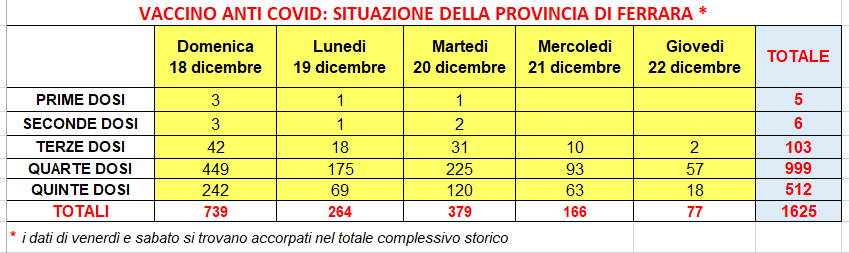 VACCINO ANTI COVID: SITUAZIONE DELLA PROVINCIA DI FERRARA *
Domenica 18 dicembre Lunedì 19 dicembre Martedì 20 dicembre Mercoledì 21 dicembre Giovedì 22 dicembre TOTALE
PRIME DOSI 3 1 1 5
SECONDE DOSI 3 1 2 6
TERZE DOSI 42 18 31 10 2 103
QUARTE DOSI 449 175 225 93 57 999
QUINTE DOSI 242 69 120 63 18 512
TOTALI 739 264 379 166 77 1625
* i dati di venerdì e sabato si trovano accorpati nel totale complessivo storico